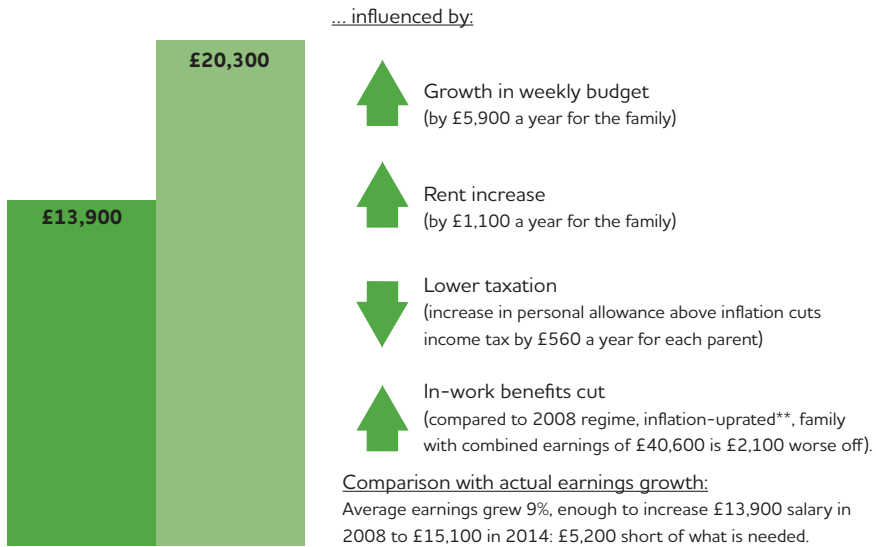 ... influenced by:
£20,300
£13,900
Growth in weekly budget
(by £5,900 a year for the family)
Rent increase
(by £1,100 a year for the family)
Lower taxation
(increase in personal allowance above inflation cuts
income tax by £560 a year for each parent)
In-work benefits cut
(compared to 2008 regime, inflation-uprated**, family
with combined earnings of £40,600 is £2,100 worse off).
Comparison with actual earnings growth:
Average earnings grew 9%, enough to increase £13,900 salary in
2008 to £15,100 in 2014: £5,200 short of what is needed.